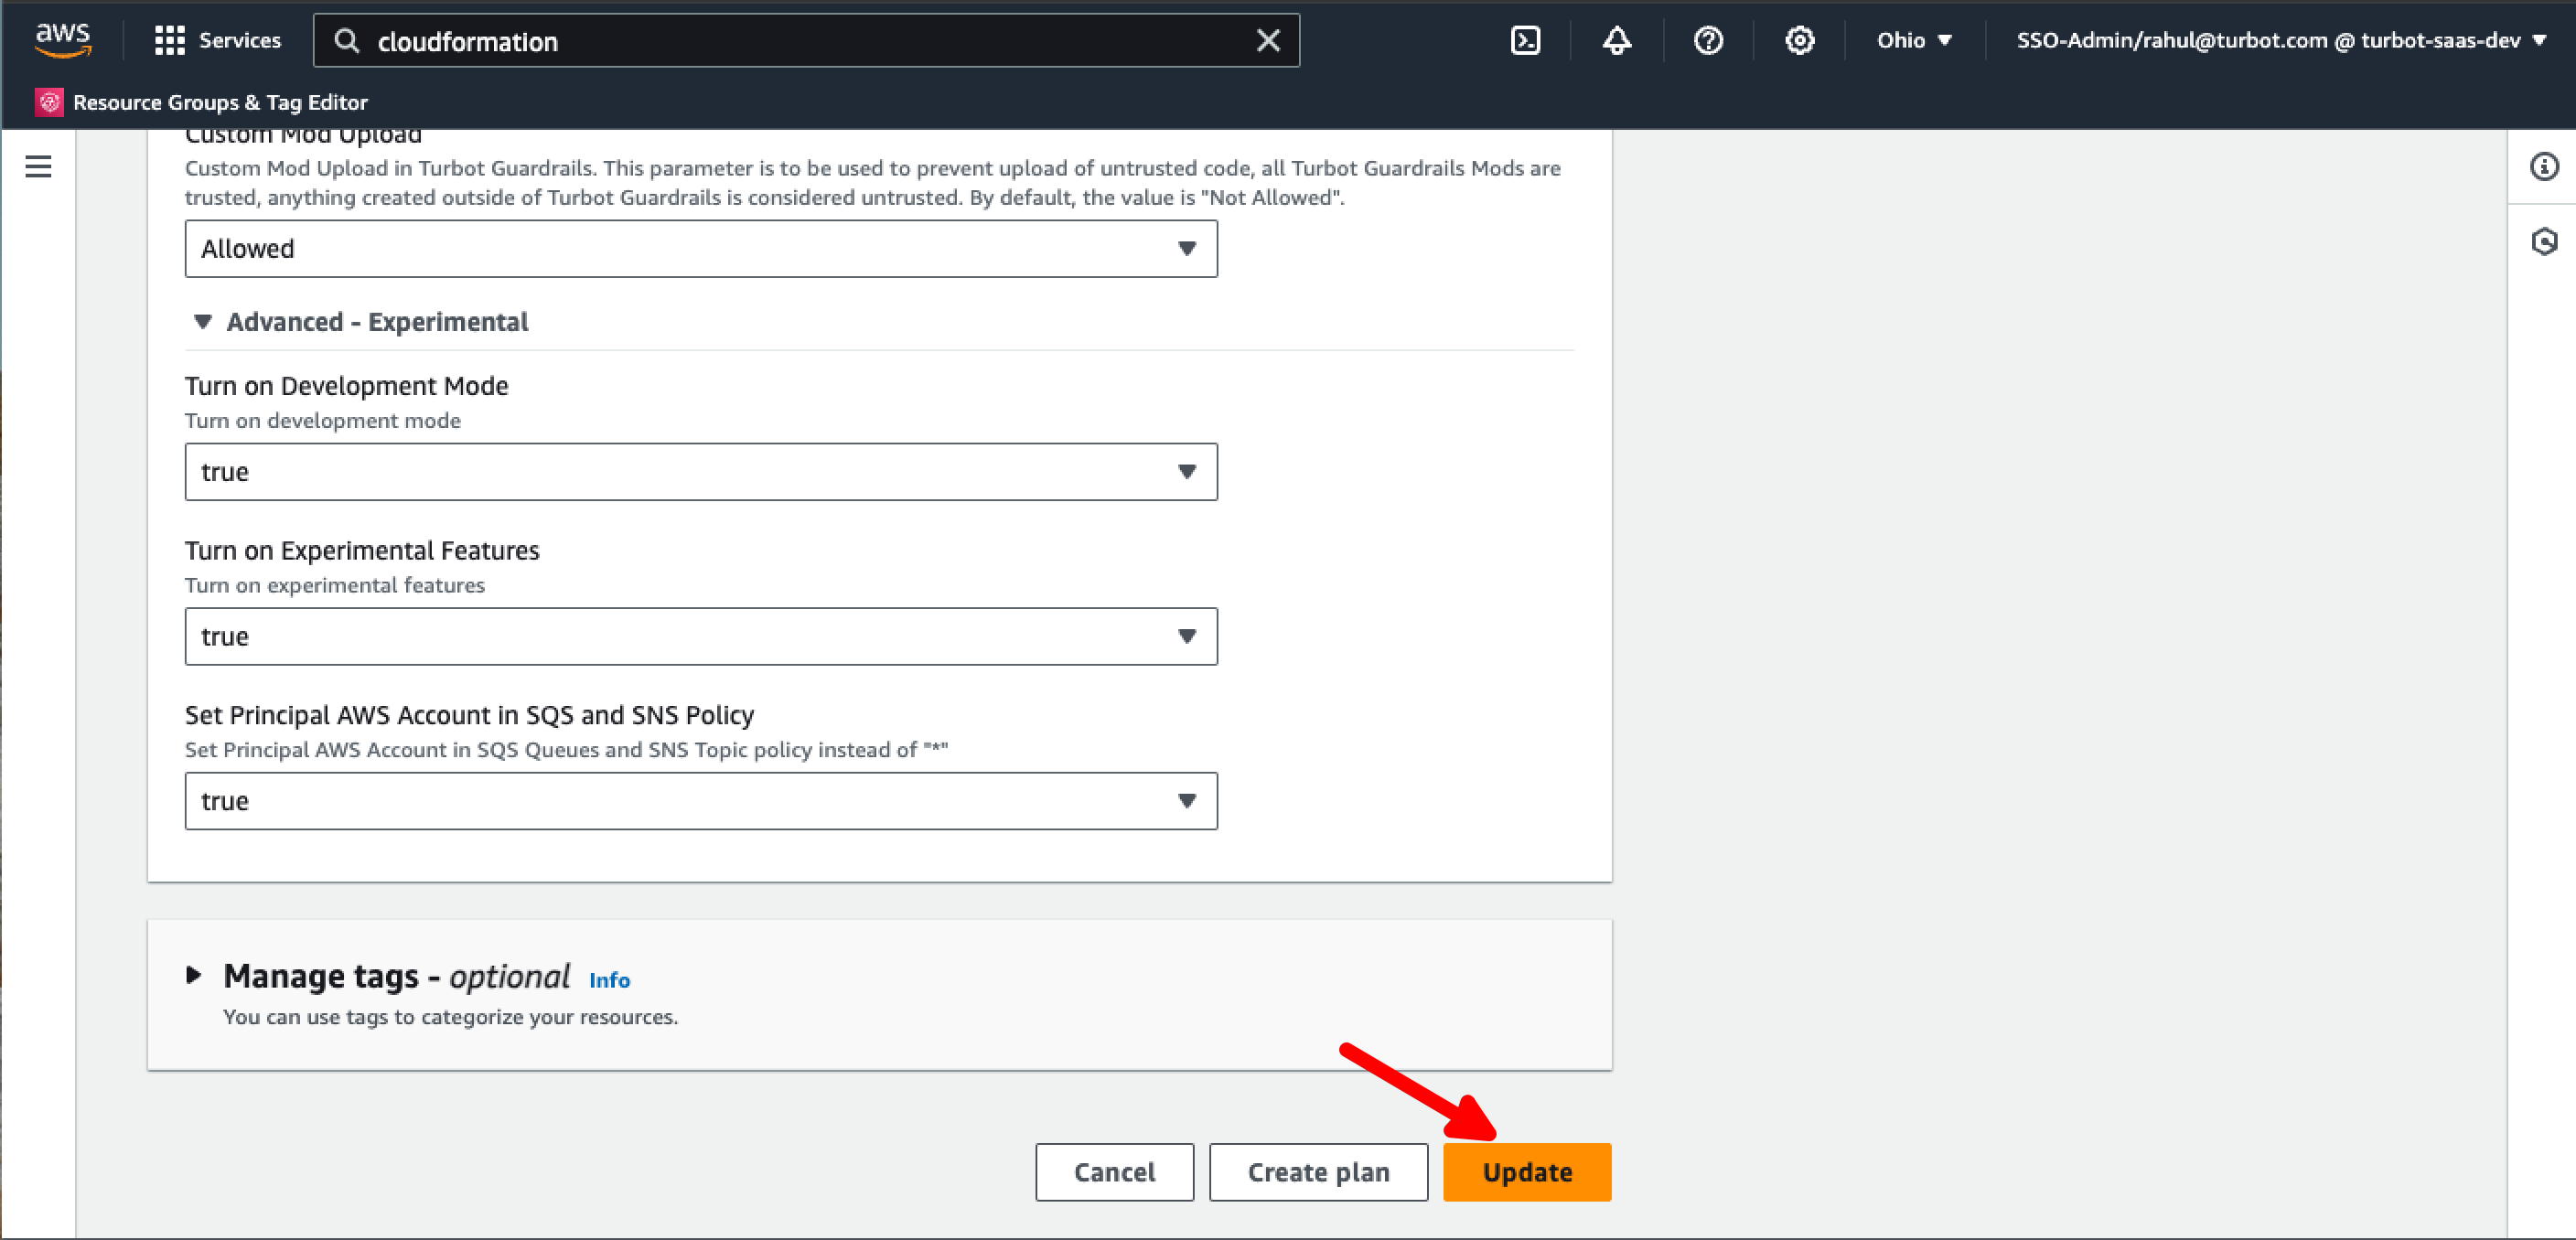 aws
Services
cloudformation
Ohio
SSO-Admin/rahul@turbot.com @ turbot-saas-dev
Resource Groups & Tag Editor
Custom Mod Upload
Custom Mod Upload in Turbot Guardrails. This parameter is to be used to prevent upload of untrusted code, all Turbot Guardrails Mods are
trusted, anything created outside of Turbot Guardrails is considered untrusted. By default, the value is "Not Allowed".
Allowed
Advanced - Experimental
Turn on Development Mode
Turn on development mode
true
Turn on Experimental Features
Turn on experimental features
true
Set Principal AWS Account in SQS and SNS Policy
Set Principal AWS Account in SQS Queues and SNS Topic policy instead of "*"
true
Manage tags - optional Info
You can use tags to categorize your resources.
Cancel
Create plan
Update